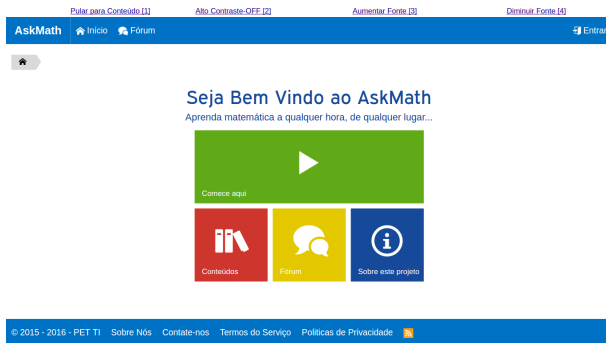 Pular para Conteúdo [1] Alto Contraste-OFF [2] Aumentar Fonte [3] Diminuir Fonte [4]
AskMath Início Fórum Entrar
Seja Bem Vindo ao AskMath
Aprenda matemática a qualquer hora, de qualquer lugar...
Comece aqui
Conteúdos Fórum Sobre este projeto
© 2015 - 2016 - PET TI Sobre Nós Contate-nos Termos do Serviço Politicas de Privacidade